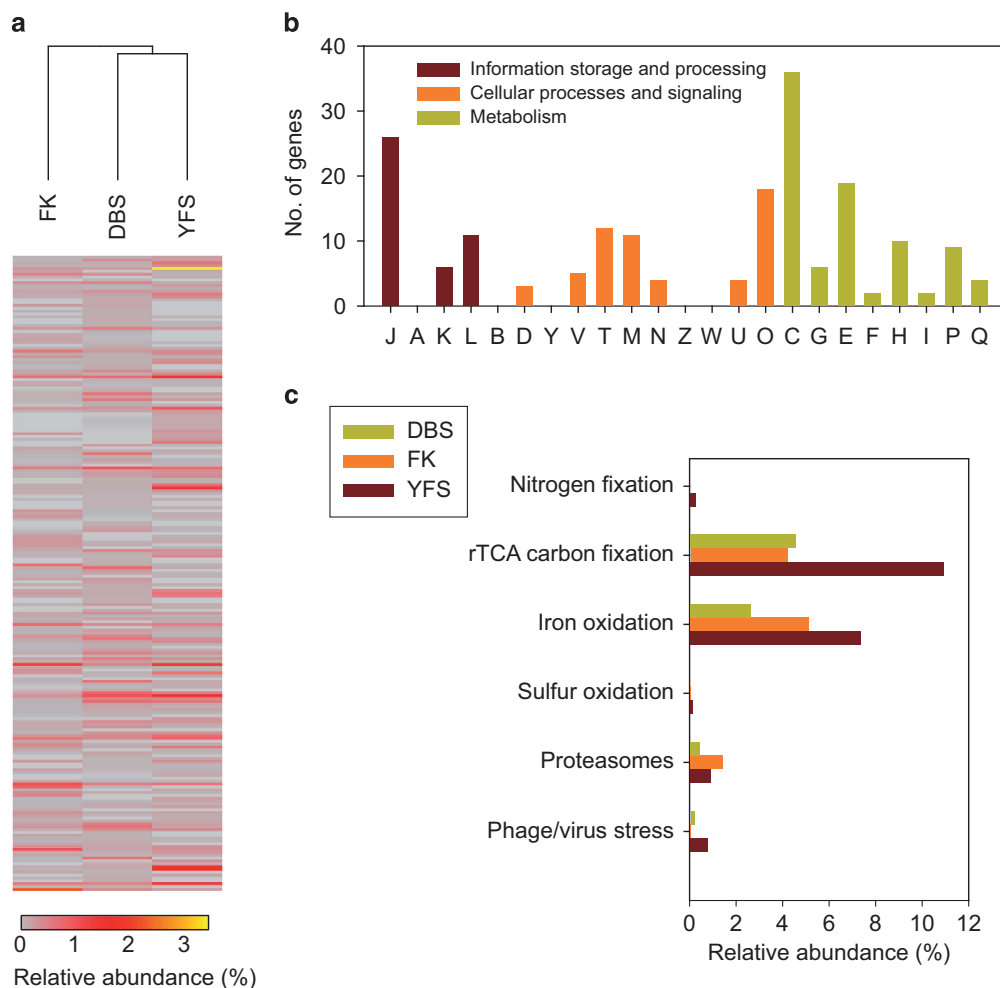 a
FK
DBS
YFS
0 1 2 3
Relative abundance (%)
b
40
30
20
10
0
No. of genes
Information storage and processing
Cellular processes and signaling
Metabolism
J A K L B D Y V T M N Z W U O C G E F H I P Q
c
DBS
FK
YFS
Nitrogen fixation
rTCA carbon fixation
Iron oxidation
Sulfur oxidation
Proteasomes
Phage/virus stress
0 2 4 6 8 10 12
Relative abundance (%)